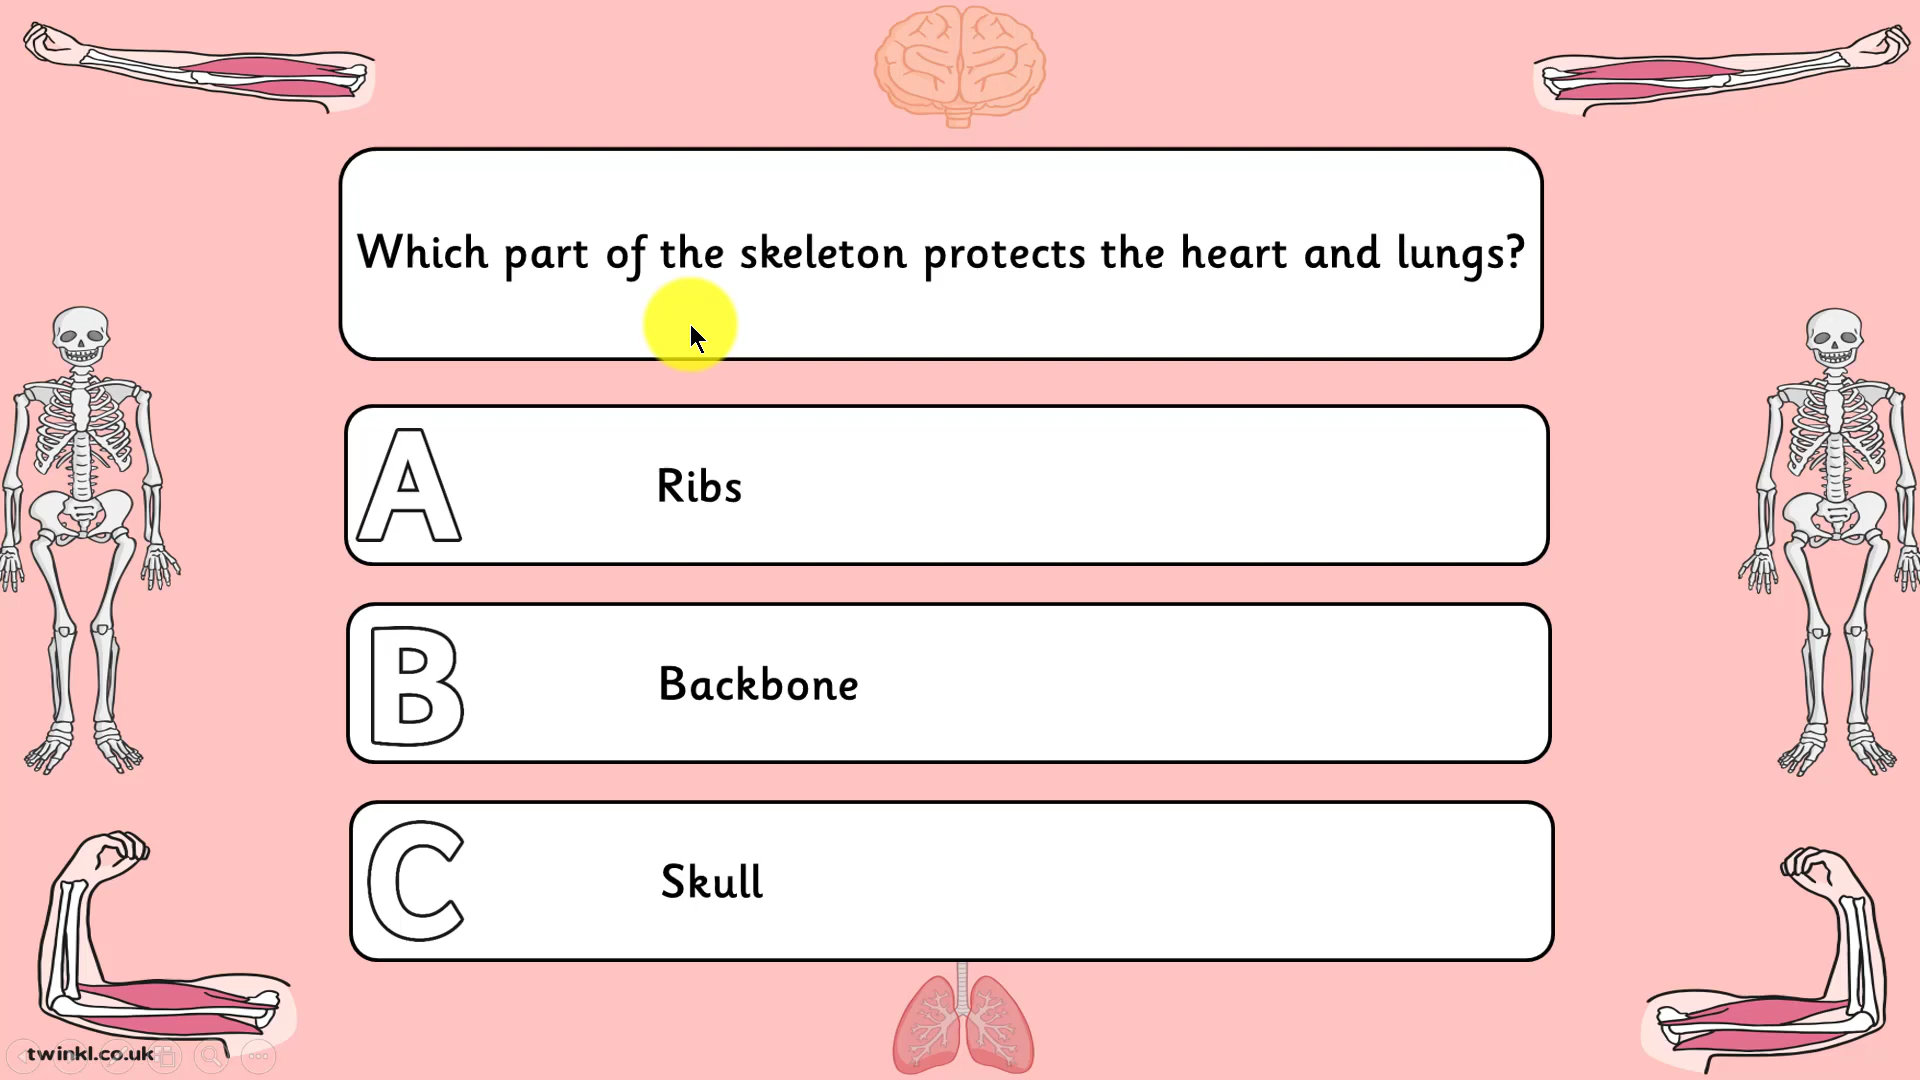 Which part of the skeleton protects the heart and lungs?
A Ribs
B Backbone
C Skull
twinkl.co.uk